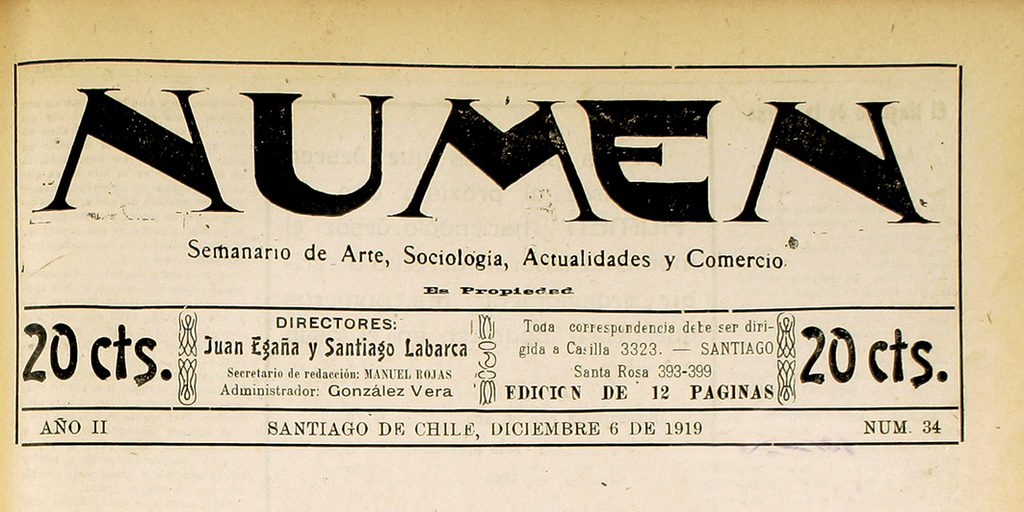 NUMEN
Semanario de Arte, Sociología, Actualidades y Comercio
Es Propiedad
20 cts.
DIRECTORES:
Juan Egaña y Santiago Labarca
Secretario de redacción: MANUEL ROJAS
Administrador: González Vera
Toda correspondencia debe ser diri-
gida a Casilla 3323. — SANTIAGO
Santa Rosa 393-399
EDICION DE 12 PAGINAS
20 cts.
AÑO II SANTIAGO DE CHILE, DICIEMBRE 6 DE 1919 NUM. 34